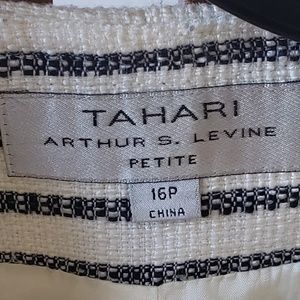 TAHARI
ARTHUR S. LEVINE
PETITE
16P
CHINA